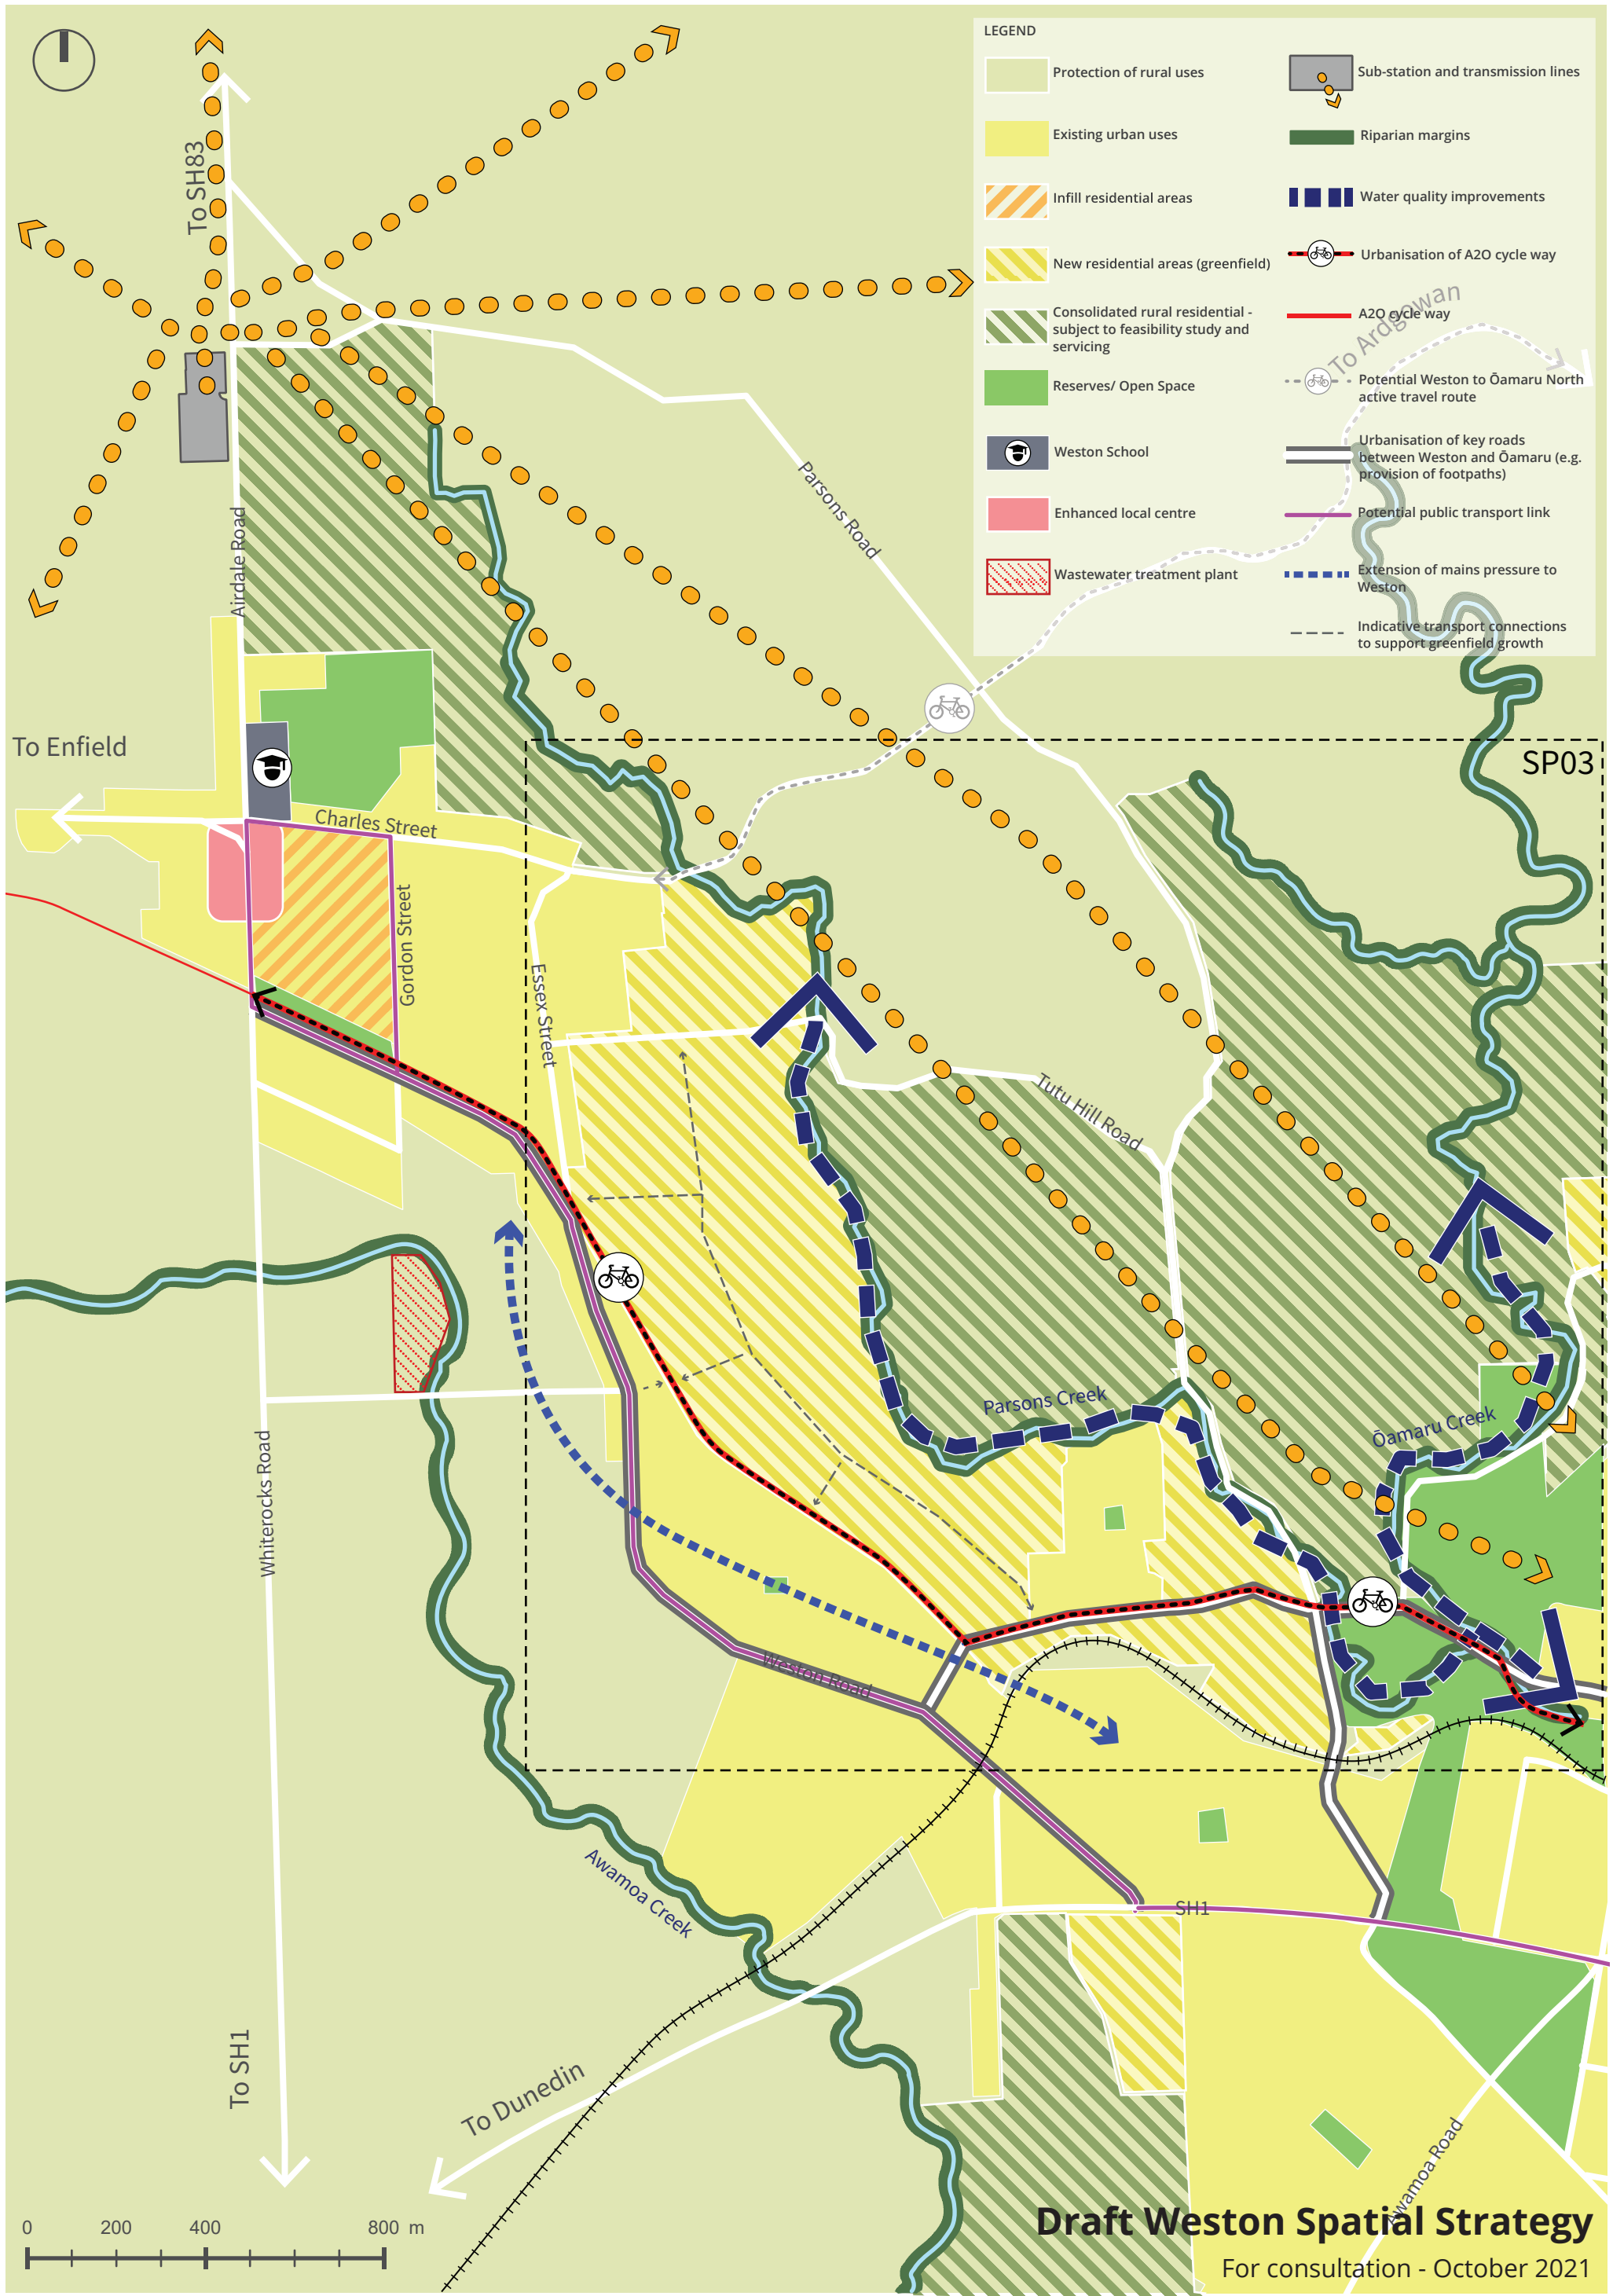 LEGEND
Protection of rural uses
Existing urban uses
Infill residential areas
New residential areas (greenfield)
Consolidated rural residential -
subject to feasibility study and
servicing
Reserves/ Open Space
Weston School
Enhanced local centre
Wastewater treatment plant
Sub-station and transmission lines
Riparian margins
Water quality improvements
Urbanisation of A2O cycle way
A2O cycle way
Potential Weston to Ōamaru North
active travel route
Urbanisation of key roads
between Weston and Ōamaru (e.g.
provision of footpaths)
Potential public transport link
Extension of mains pressure to
Weston
Indicative transport connections
to support greenfield growth
To Ardgowan
To SH83
Parsons Road
Airdale Road
To Enfield
SP03
Charles Street
Gordon Street
Essex Street
Tutu Hill Road
Parsons Creek
Ōamaru Creek
Whiterocks Road
Weston Road
Awamoa Creek
SH1
To SH1
To Dunedin
Awamoa Road
0 200 400 800 m
Draft Weston Spatial Strategy
For consultation - October 2021